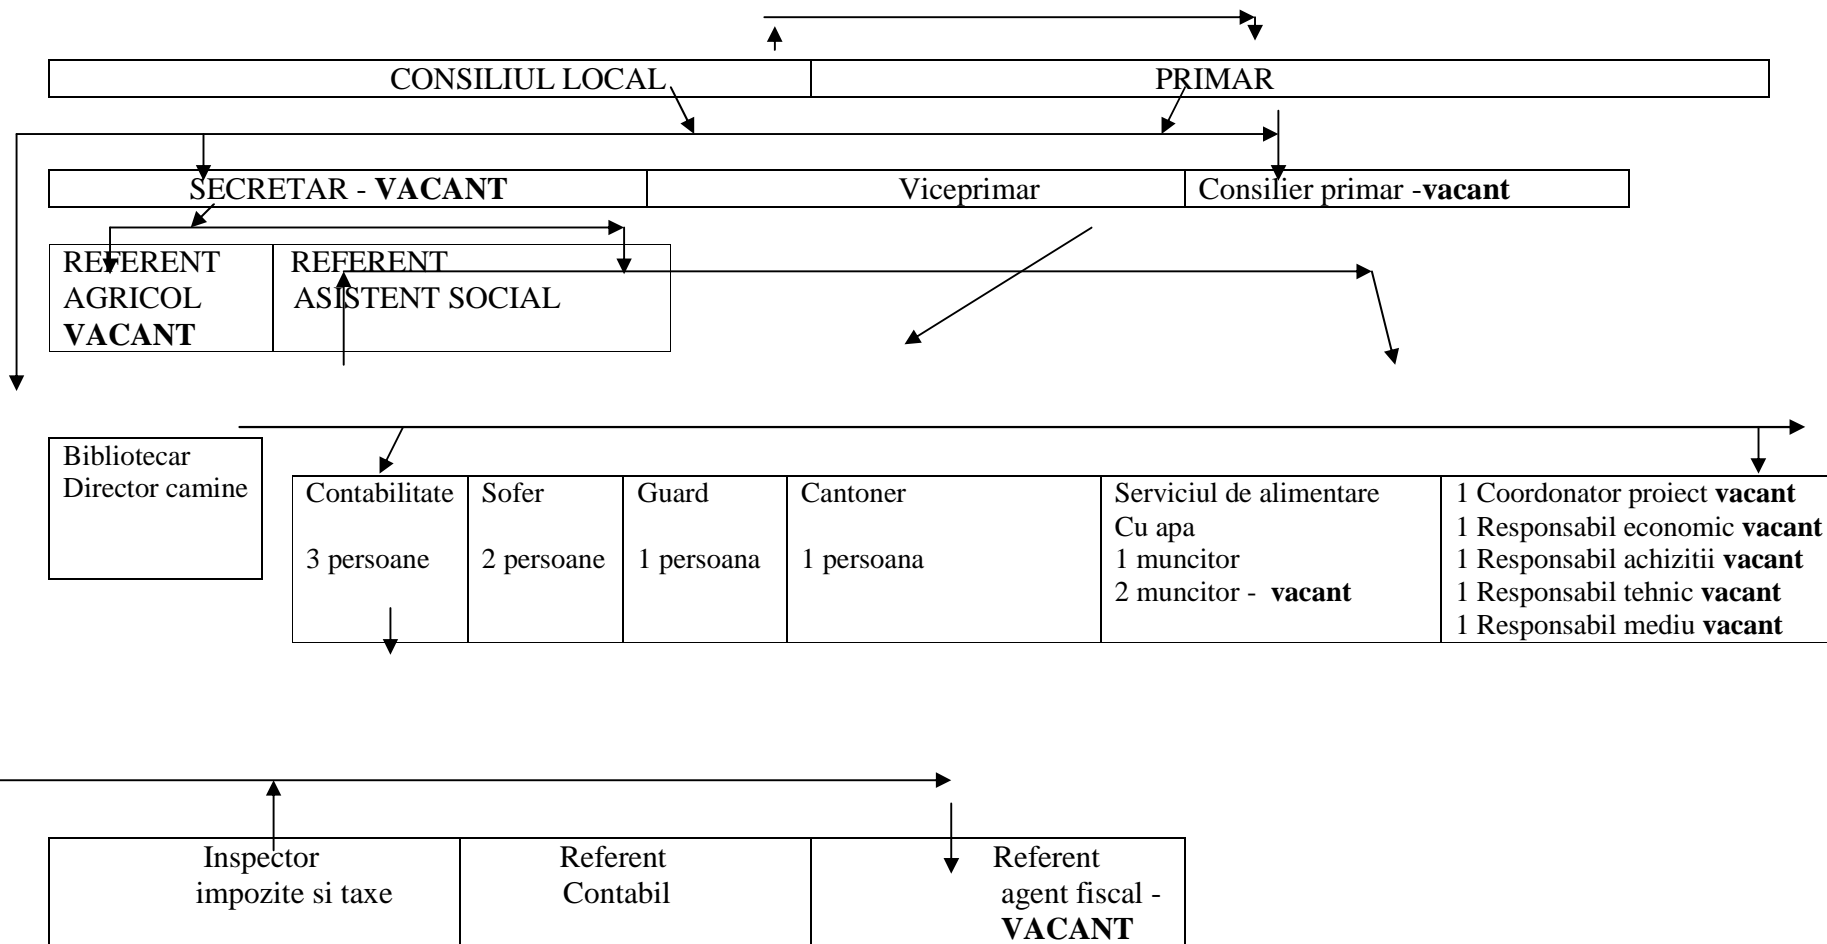 CONSILIUL LOCAL
PRIMAR
SECRETAR - VACANT
Viceprimar
Consilier primar -vacant
REFERENT
AGRICOL
VACANT
REFERENT
ASISTENT SOCIAL
Bibliotecar
Director camine
Contabilitate
3 persoane
Sofer
2 persoane
Guard
1 persoana
Cantoner
1 persoana
Serviciul de alimentare
Cu apa
1 muncitor
2 muncitor - vacant
1 Coordonator proiect vacant
1 Responsabil economic vacant
1 Responsabil achizitii vacant
1 Responsabil tehnic vacant
1 Responsabil mediu vacant
Inspector
impozite si taxe
Referent
Contabil
Referent
agent fiscal -
VACANT